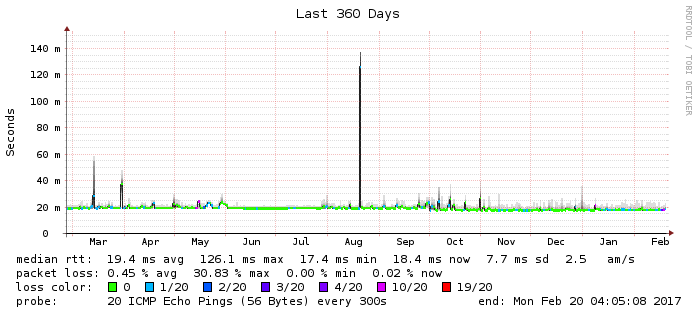 Last 360 Days
RRDTOOL / TOBI OETIKER
Seconds
140 m
120 m
100 m
80 m
60 m
40 m
20 m
0
Mar Apr May Jun Jul Aug Sep Oct Nov Dec Jan Feb
median rtt: 19.4 ms avg 126.1 ms max 17.4 ms min 18.4 ms now 7.7 ms sd 2.5 am/s
packet loss: 0.45 % avg 30.83 % max 0.00 % min 0.02 % now
loss color: 0 1/20 2/20 3/20 4/20 10/20 19/20
probe: 20 ICMP Echo Pings (56 Bytes) every 300s end: Mon Feb 20 04:05:08 2017